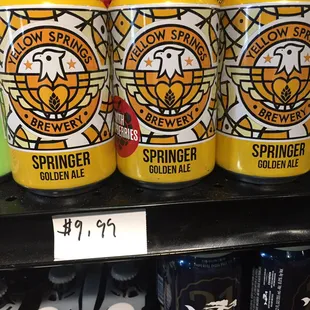 YELLOW SPRINGS
BREWERY
SPRINGER
GOLDEN ALE
YELLOW SPRINGS
BREWERY
SPRINGER
GOLDEN ALE
YELLOW SPRINGS
BREWERY
SPRINGER
GOLDEN ALE
$9.99